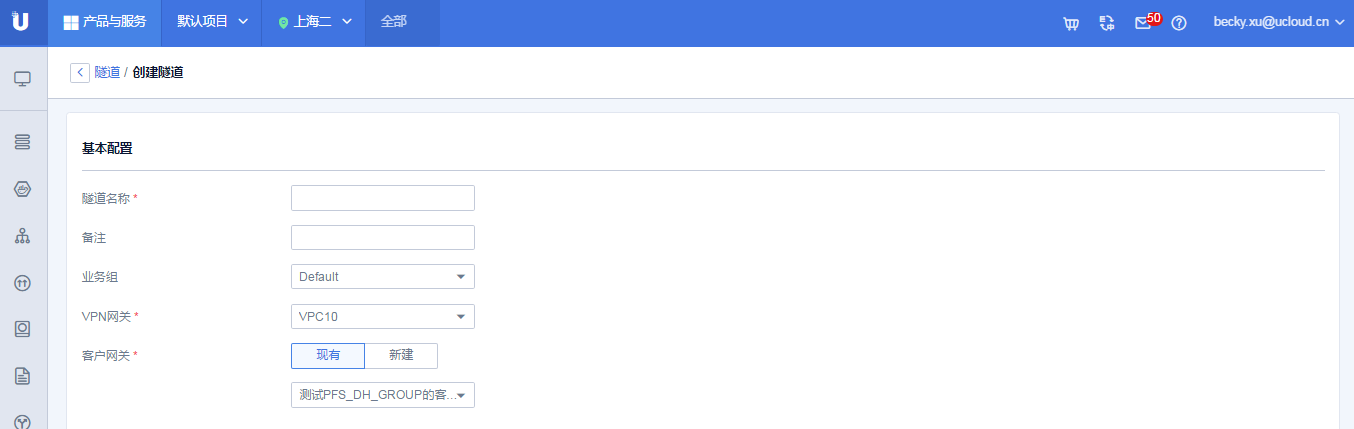 U 产品与服务 默认项目 上海二 全部 50 becky.xu@ucloud.cn
隧道 / 创建隧道
基本配置
隧道名称 *
备注
业务组 Default
VPN网关 * VPC10
客户网关 * 现有 新建
测试PFS_DH_GROUP的客...